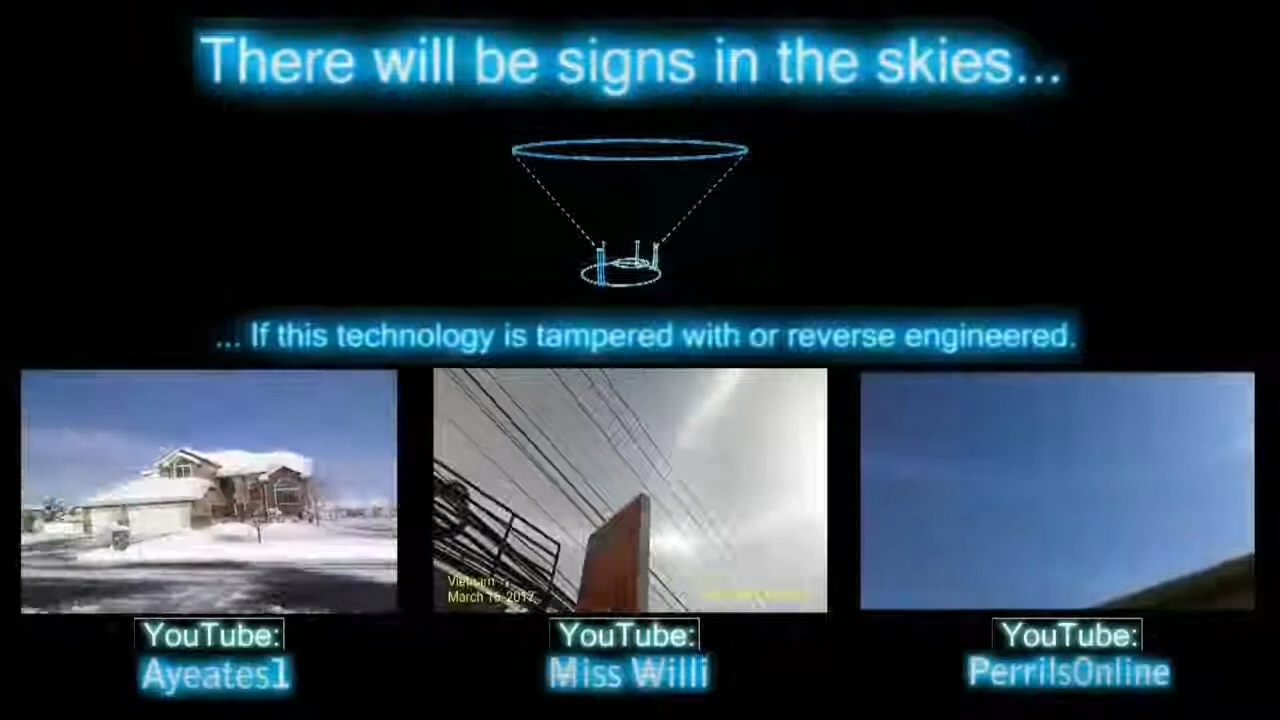 There will be signs in the skies...
... If this technology is tampered with or reverse engineered.
Vietnam
March 16, 2017
YouTube:
Ayeates1
YouTube:
Miss Willi
YouTube:
PerrilsOnline